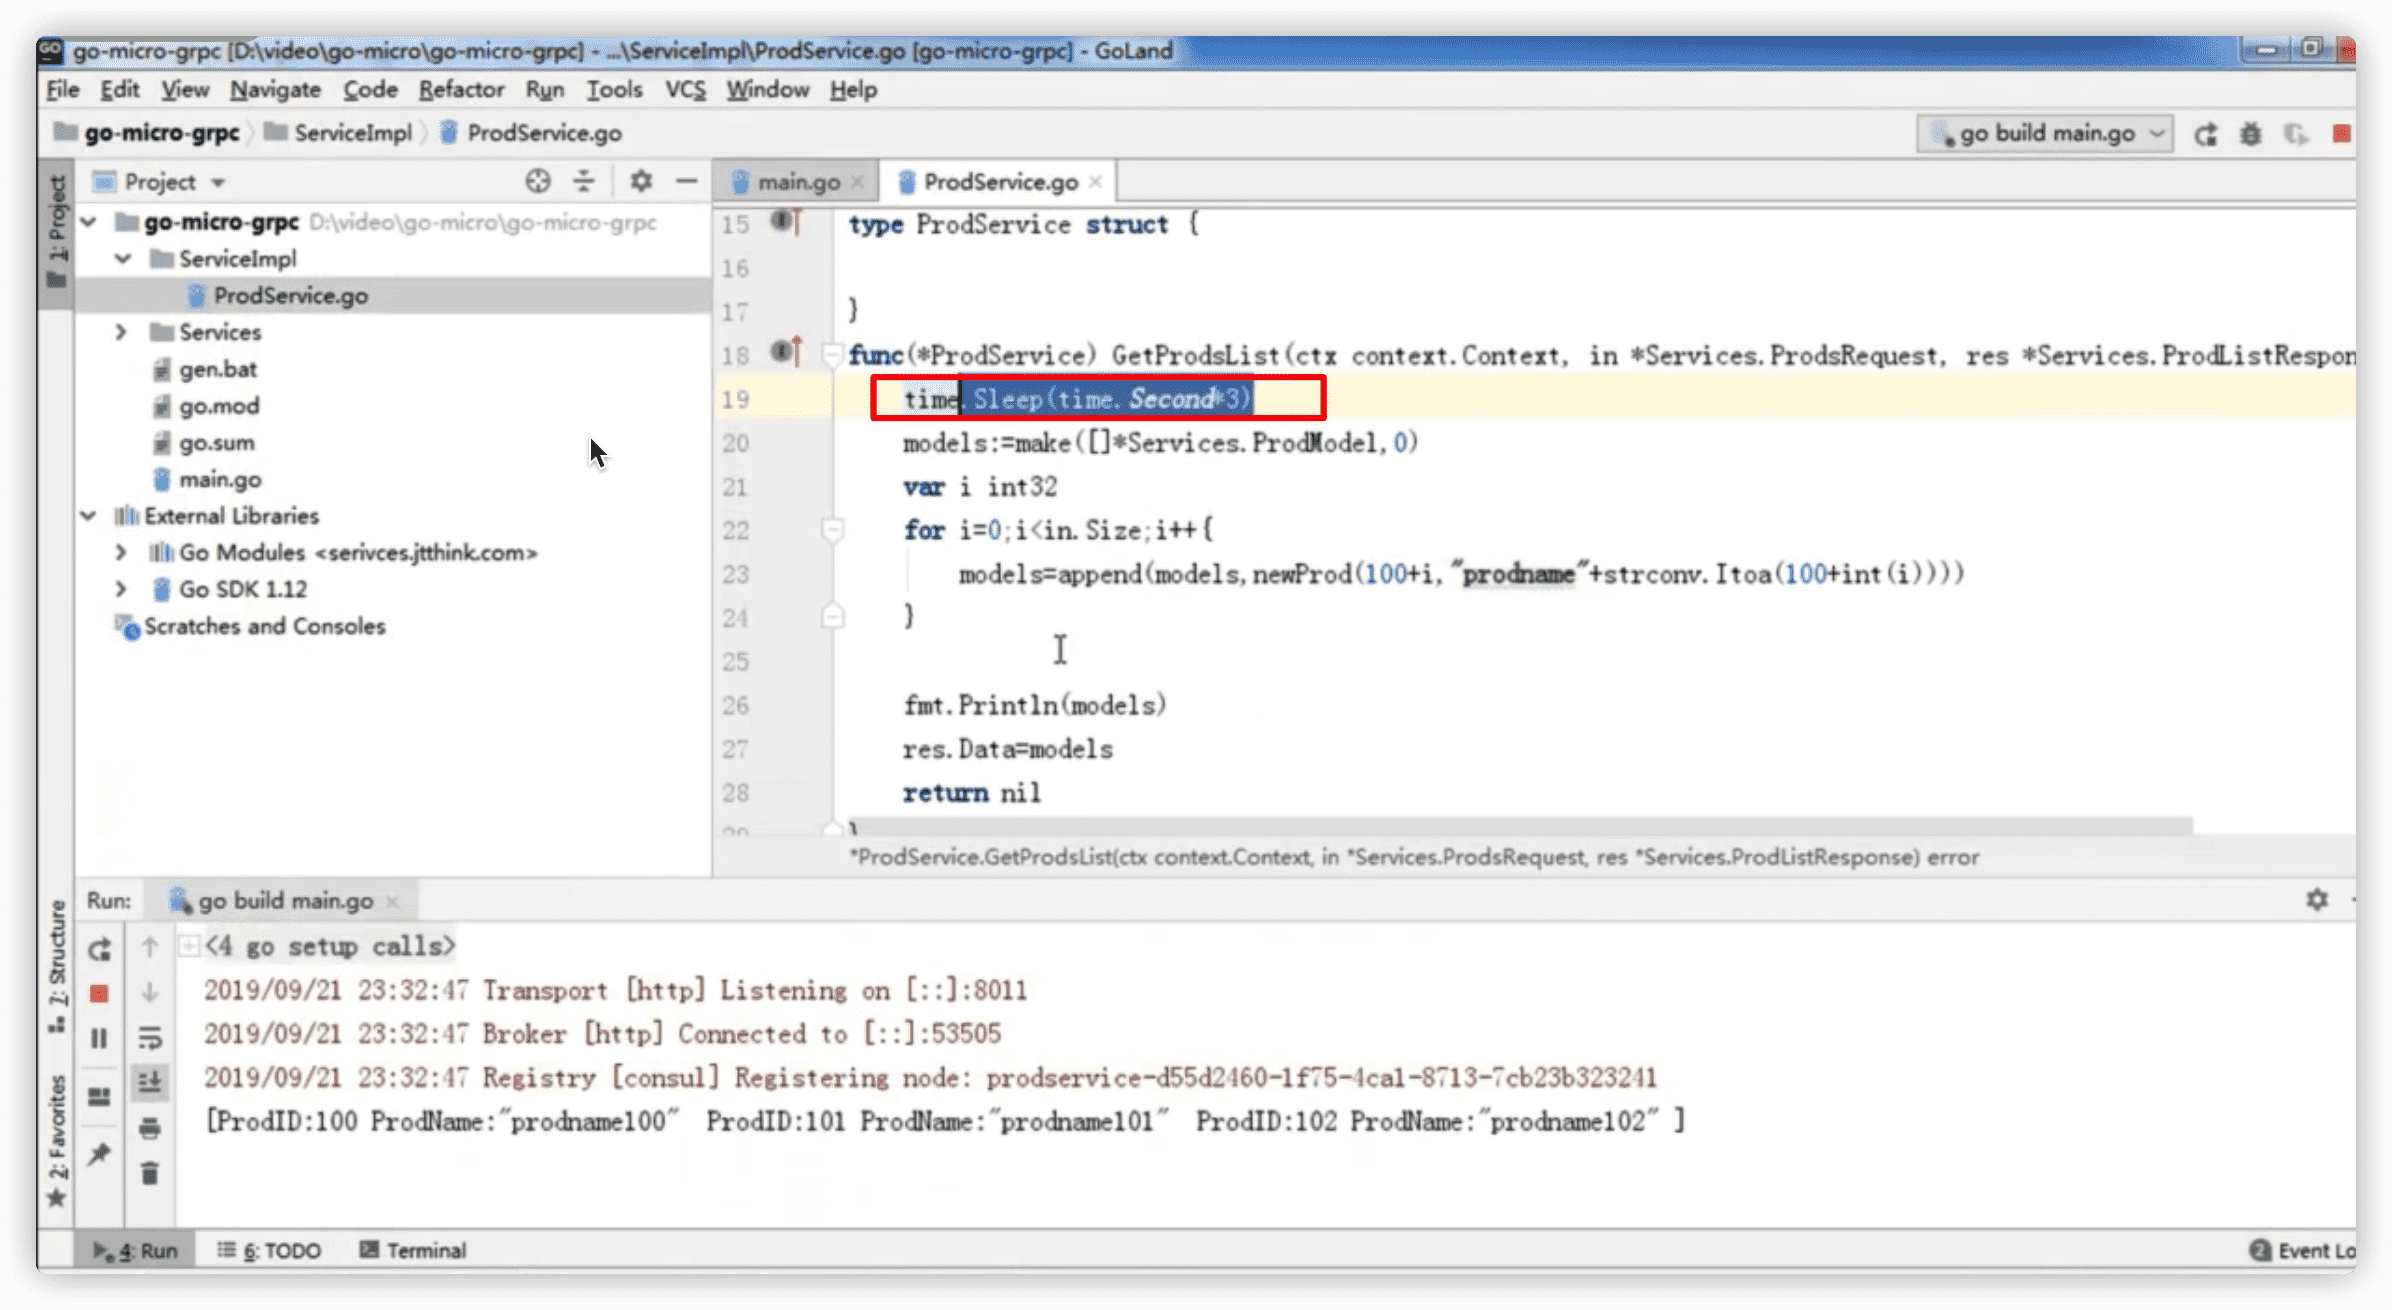 go-micro-grpc [D:\video\go-micro\go-micro-grpc] - ...\ServiceImpl\ProdService.go [go-micro-grpc] - GoLand
File Edit View Navigate Code Refactor Run Tools VCS Window Help
go-micro-grpc ServiceImpl ProdService.go go build main.go
1: Project
Project
go-micro-grpc D:\video\go-micro\go-micro-grpc
ServiceImpl
ProdService.go
Services
gen.bat
go.mod
go.sum
main.go
External Libraries
Go Modules <serivces.jtthink.com>
Go SDK 1.12
Scratches and Consoles
main.go ProdService.go
15 type ProdService struct {
16
17 }
18 func(*ProdService) GetProdsList(ctx context.Context, in *Services.ProdsRequest, res *Services.ProdListRespon
19 time.Sleep(time.Second*3)
20 models:=make([]*Services.ProdModel,0)
21 var i int32
22 for i=0;i<in.Size;i++{
23 models=append(models,newProd(100+i,"prodname"+strconv.Itoa(100+int(i))))
24 }
25
26 fmt.Println(models)
27 res.Data=models
28 return nil
29 }
*ProdService.GetProdsList(ctx context.Context, in *Services.ProdsRequest, res *Services.ProdListResponse) error
7: Structure
2: Favorites
Run: go build main.go
<4 go setup calls>
2019/09/21 23:32:47 Transport [http] Listening on [::]:8011
2019/09/21 23:32:47 Broker [http] Connected to [::]:53505
2019/09/21 23:32:47 Registry [consul] Registering node: prodservice-d55d2460-1f75-4ca1-8713-7cb23b323241
[ProdID:100 ProdName:"prodname100" ProdID:101 ProdName:"prodname101" ProdID:102 ProdName:"prodname102" ]
4: Run 6: TODO Terminal 2 Event Lo